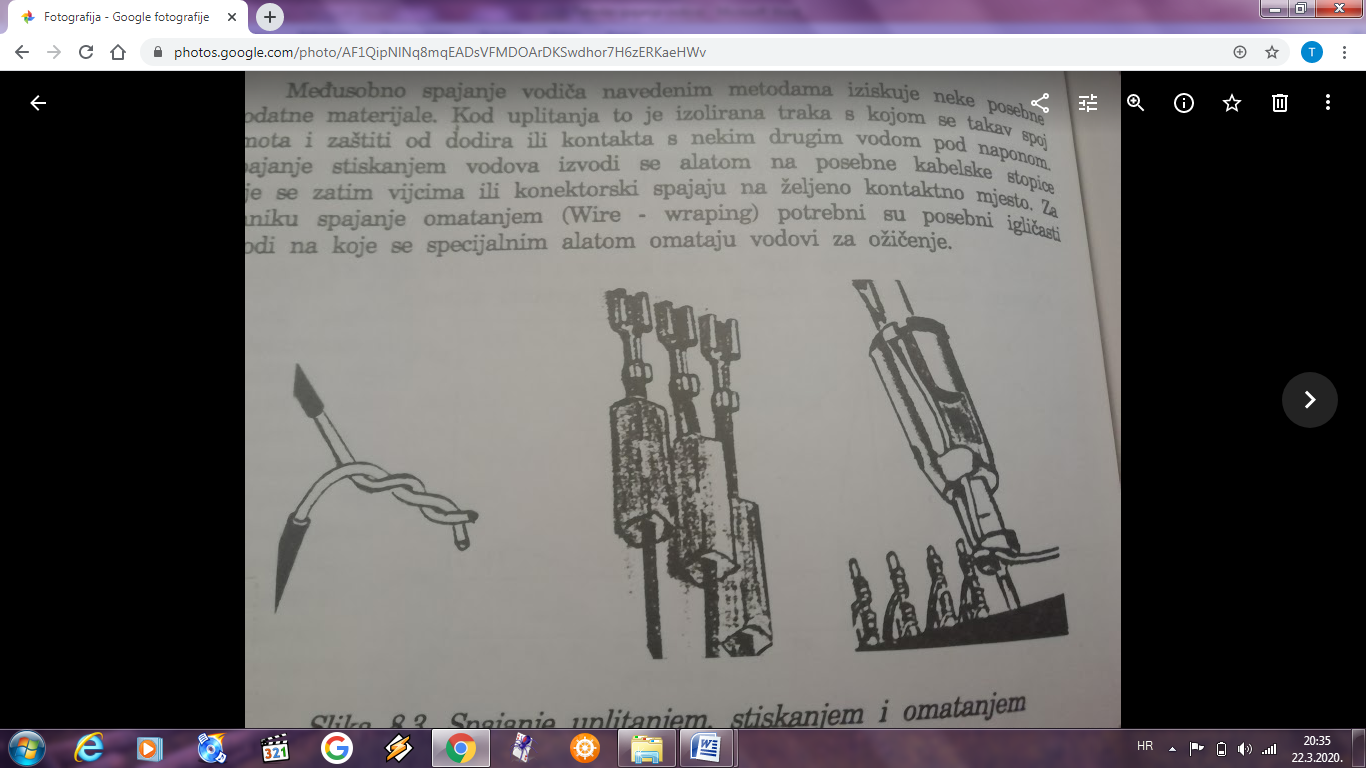 Fotografija - Google fotografije
photos.google.com/photo/AF1QipNlNq8mqEADsVFMDOArDKSwdhor7H6zERKaeHWv
T
Međusobno spajanje vodiča navedenim metodama iziskuje neke posebne
odatne materijale. Kod uplitanja to je izolirana traka s kojom se takav spoj
mota i zaštiti od dodira ili kontakta s nekim drugim vodom pod naponom.
pajanje stiskanjem vodova izvodi se alatom na posebne kabelske stopice
je se zatim vijcima ili konektorski spajaju na željeno kontaktno mjesto. Za
niku spajanje omatanjem (Wire - wraping) potrebni su posebni igličasti
odi na koje se specijalnim alatom omataju vodovi za ožičenje.
Slika 8.3. Spajanje uplitanjem, stiskanjem i omatanjem
321
HR
20:35
22.3.2020.